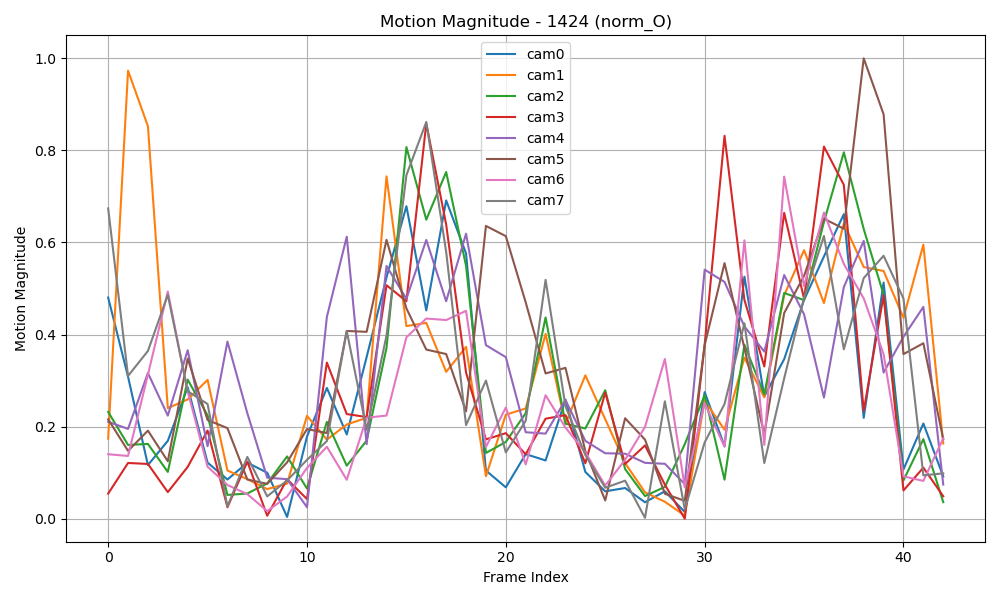 Motion Magnitude - 1424 (norm_O)
cam0
cam1
cam2
cam3
cam4
cam5
cam6
cam7
Motion Magnitude
1.0
0.8
0.6
0.4
0.2
0.0
0 10 20 30 40
Frame Index